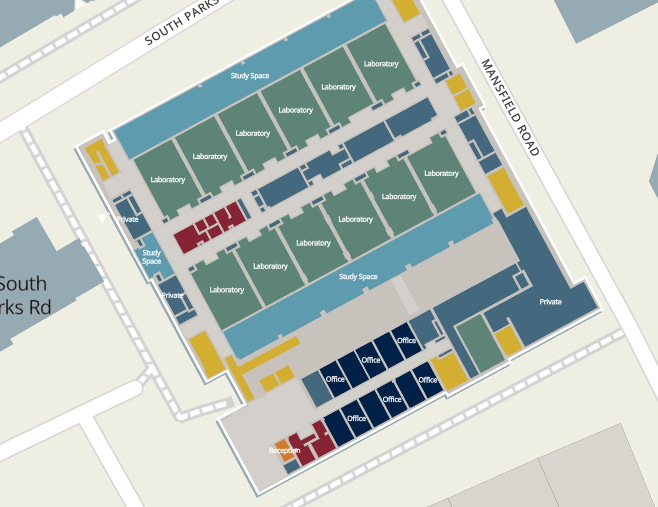 SOUTH PARKS
MANSFIELD ROAD
Study Space
Laboratory
Laboratory
Laboratory
Laboratory
Laboratory
Laboratory
Private
Study
Space
Private
Laboratory
Laboratory
Laboratory
Laboratory
Laboratory
Laboratory
Study Space
Private
South
rks Rd
Office
Office
Office
Office
Office
Office
Reception